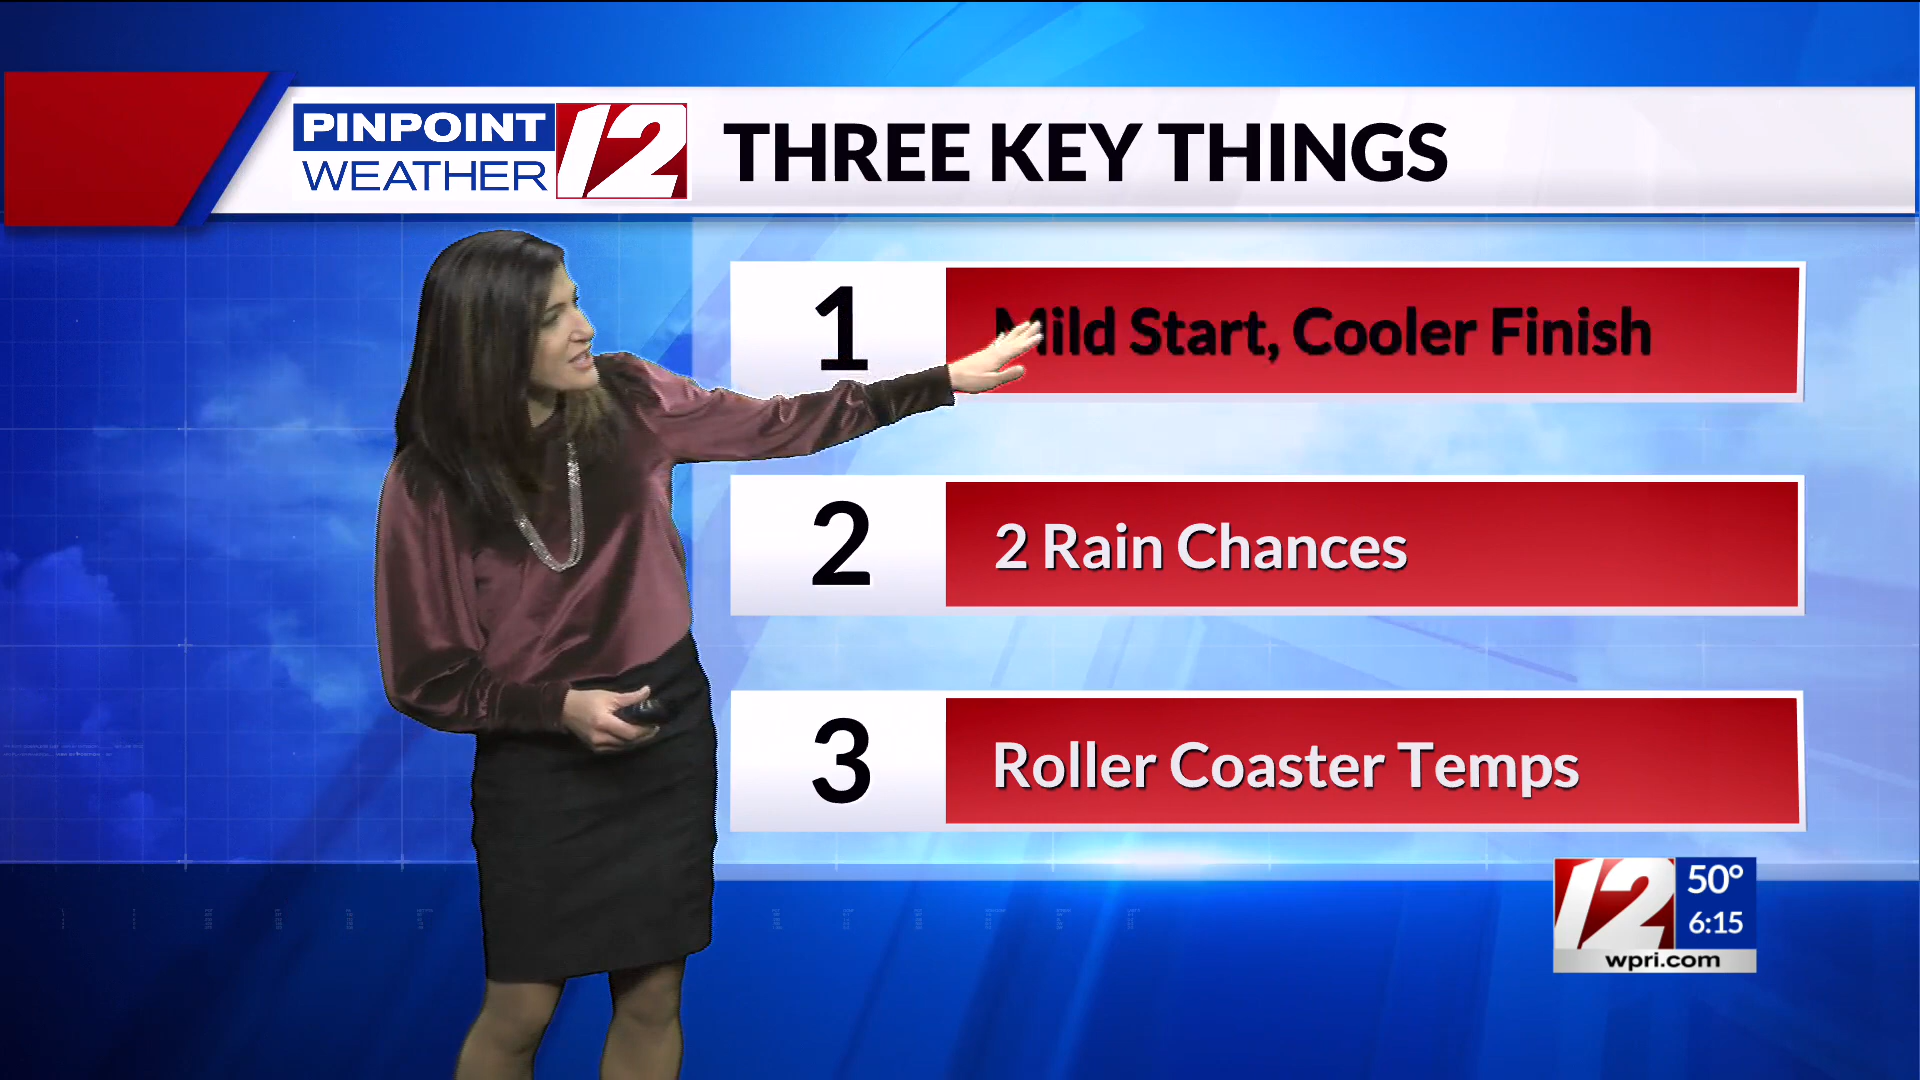 PINPOINT
WEATHER
12
THREE KEY THINGS
1
Mild Start, Cooler Finish
2
2 Rain Chances
3
Roller Coaster Temps
12
50°
6:15
wpri.com